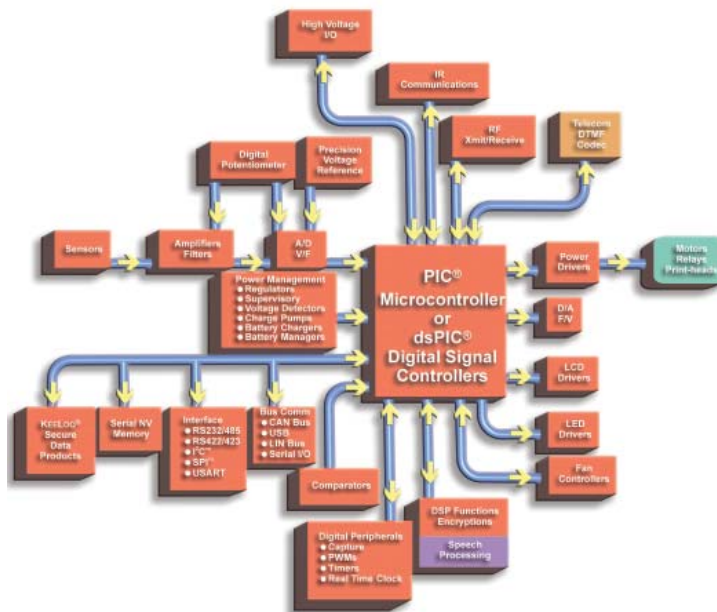 High Voltage
I/O
IR
Communications
RF
Xmit/Receive
Telecom
DTMF
Codec
Digital
Potentiometer
Precision
Voltage
Reference
Sensors
Amplifiers
Filters
A/D
V/F
Power Management
● Regulators
● Supervisory
● Voltage Detectors
● Charge Pumps
● Battery Chargers
● Battery Managers
PIC®
Microcontroller
or
dsPIC®
Digital Signal
Controllers
Power
Drivers
Motors
Relays
Print-heads
D/A
F/V
LCD
Drivers
LED
Drivers
Fan
Controllers
KEELOQ®
Secure
Data
Products
Serial NV
Memory
Interface
● RS232/485
● RS422/423
● I²C™
● SPI™
● USART
Bus Comm
● CAN Bus
● USB
● LIN Bus
● Serial I/O
Comparators
Digital Peripherals
● Capture
● PWMs
● Timers
● Real Time Clock
DSP Functions
Encryptions
Speech
Processing